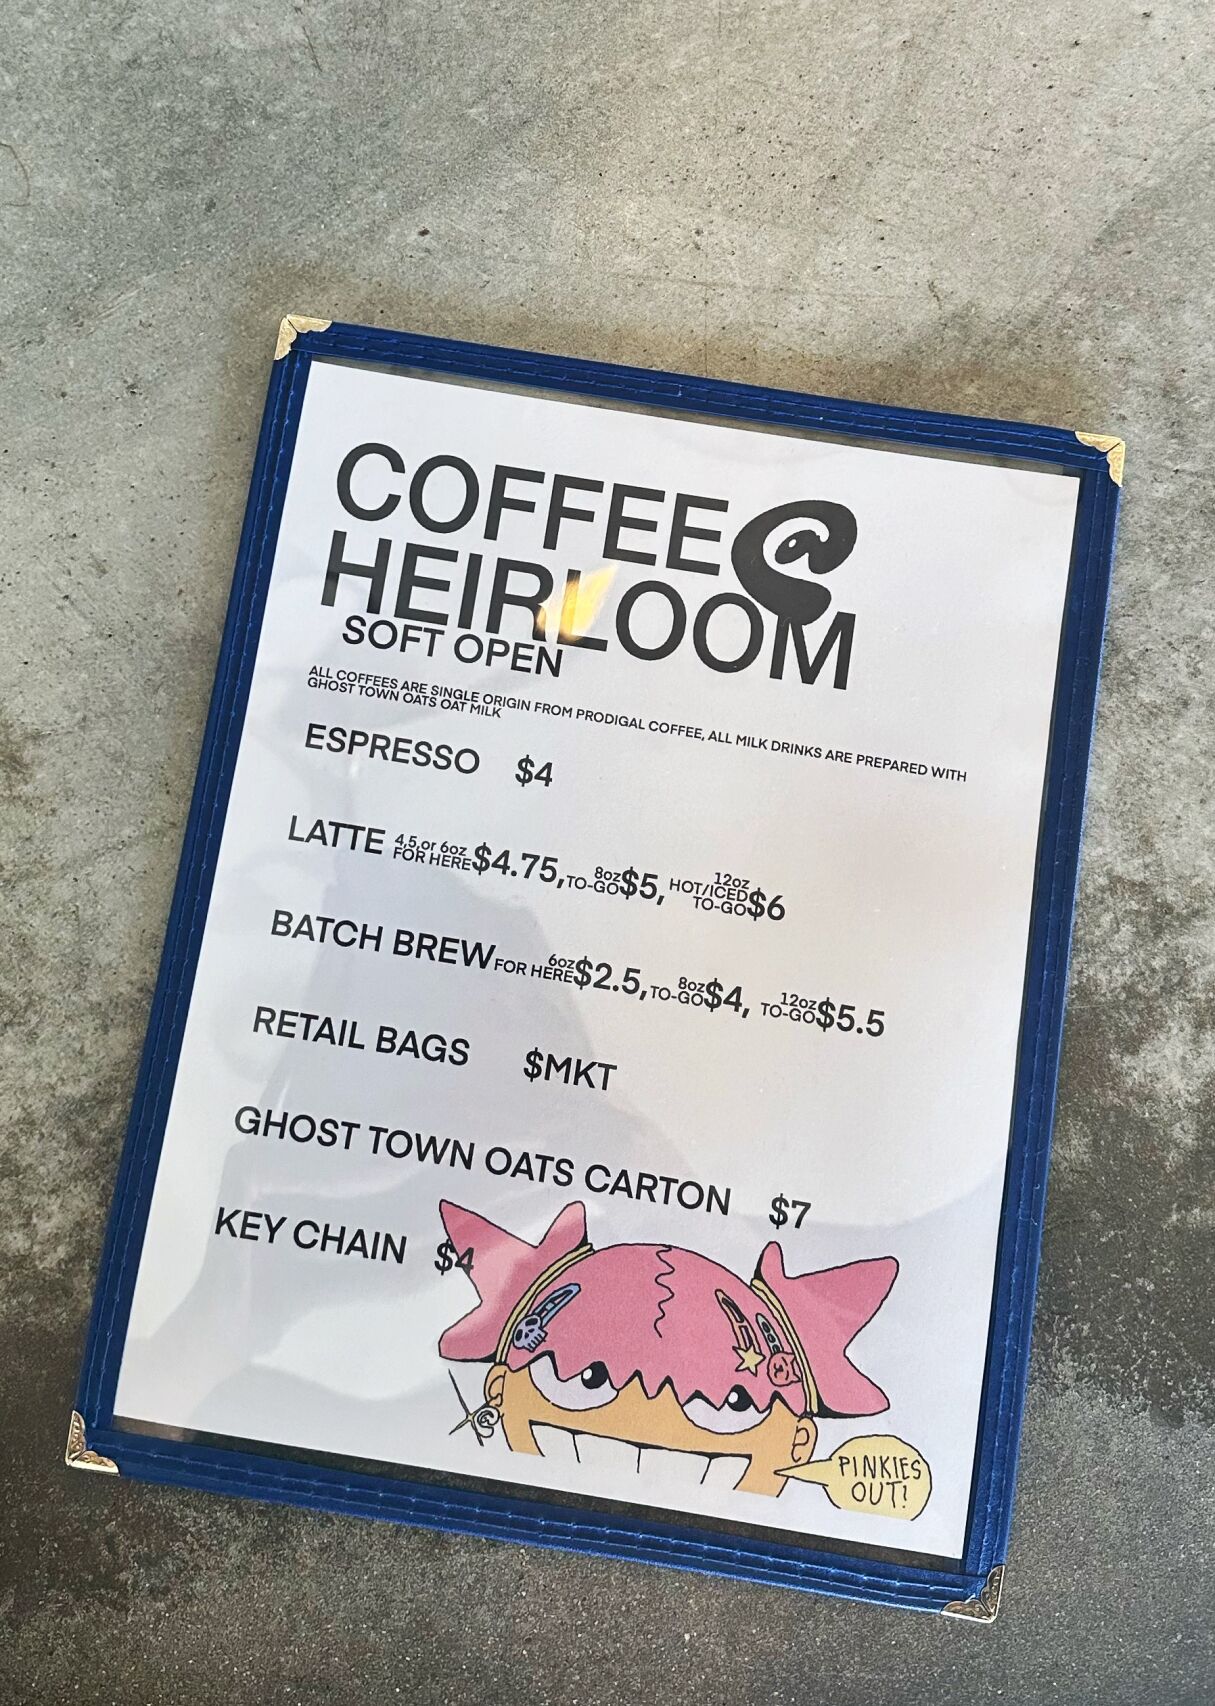 COFFEE@
HEIRLOOM
SOFT OPEN
ALL COFFEES ARE SINGLE ORIGIN FROM PRODIGAL COFFEE, ALL MILK DRINKS ARE PREPARED WITH
GHOST TOWN OATS OAT MILK
ESPRESSO $4
LATTE 4,5,or 6oz FOR HERE $4.75, 8oz TO-GO $5, 12oz HOT/ICED TO-GO $6
BATCH BREW 6oz FOR HERE $2.5, 8oz TO-GO $4, 12oz TO-GO $5.5
RETAIL BAGS $MKT
GHOST TOWN OATS CARTON $7
KEY CHAIN $4
@
PINKIES
OUT!